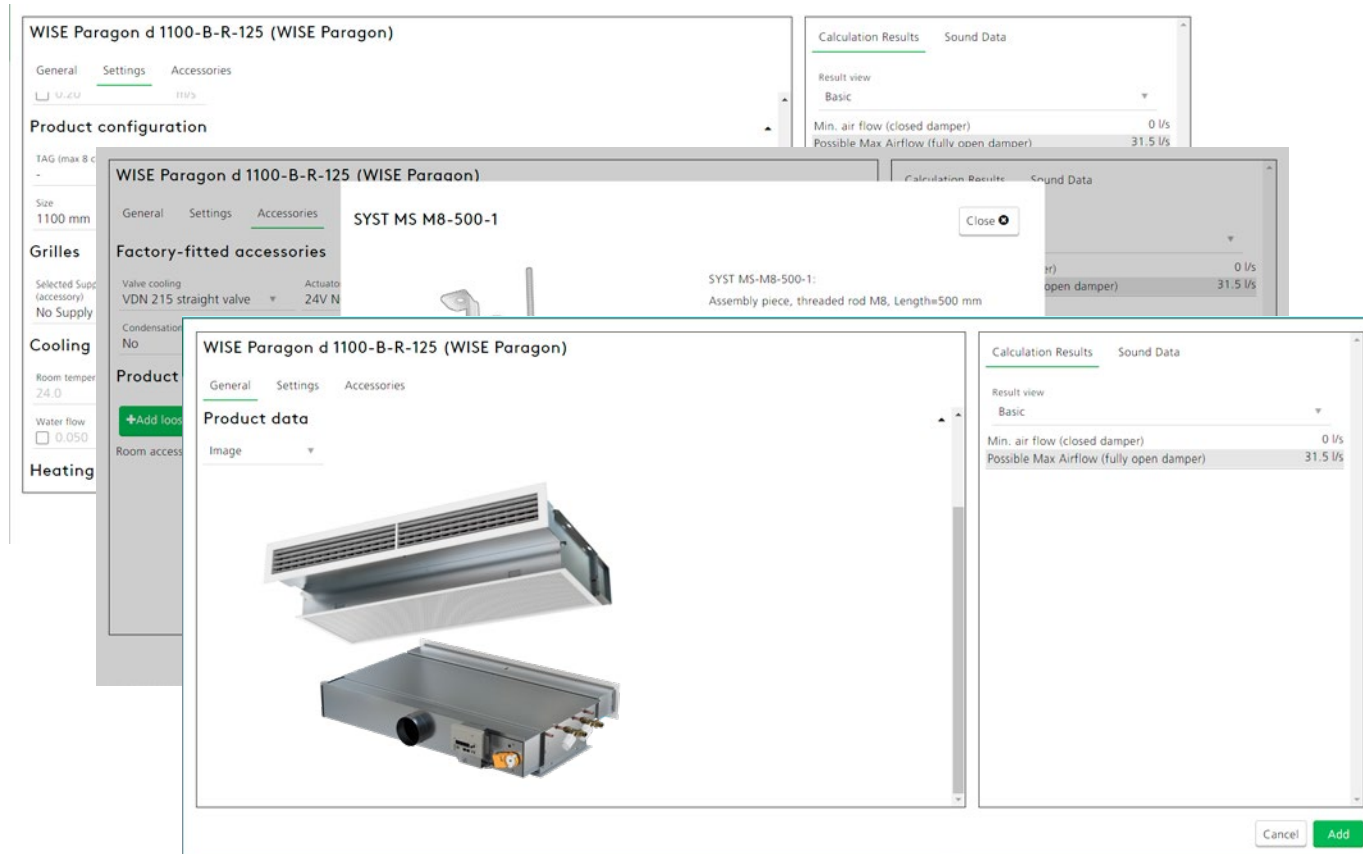 WISE Paragon d 1100-B-R-125 (WISE Paragon)
General Settings Accessories
0.20 m/s
Product configuration
TAG (max 8 c
-
Size
1100 mm
Grilles
Selected Supp
(accessory)
No Supply
Cooling
Room temper
24.0
Water flow
0.050
Heating
Calculation Results Sound Data
Result view
Basic
Min. air flow (closed damper) 0 l/s
Possible Max Airflow (fully open damper) 31.5 l/s
WISE Paragon d 1100-B-R-125 (WISE Paragon)
General Settings Accessories
Factory-fitted accessories
Valve cooling Actuato
VDN 215 straight valve 24V N
Condensation
No
Product
+Add loos
Room access
Calculation Results Sound Data
er) 0 l/s
open damper) 31.5 l/s
SYST MS M8-500-1
Close
SYST MS-M8-500-1:
Assembly piece, threaded rod M8, Length=500 mm
WISE Paragon d 1100-B-R-125 (WISE Paragon)
General Settings Accessories
Product data
Image
Calculation Results Sound Data
Result view
Basic
Min. air flow (closed damper) 0 l/s
Possible Max Airflow (fully open damper) 31.5 l/s
Cancel Add